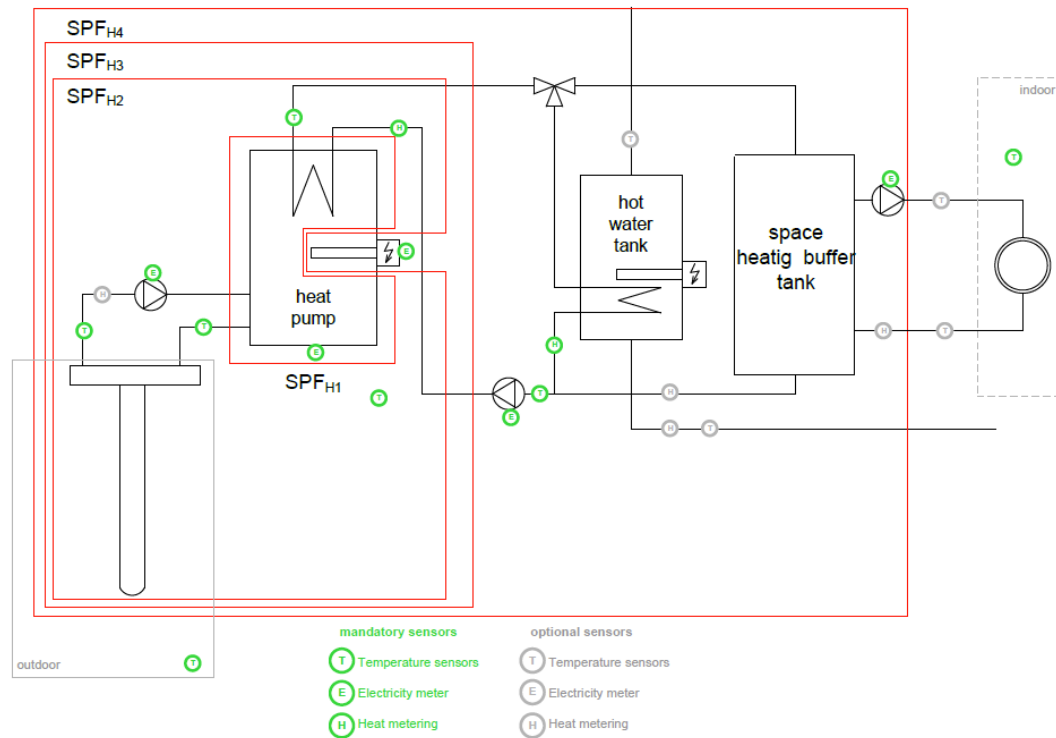 SPFH4
SPFH3
SPFH2
indoor
T
T
H
T
E
hot
water
tank
T
space
heatig buffer
tank
E
E
H
heat
pump
T
T
H
H
T
E
SPFH1
T
T
H
E
H
T
outdoor
T
mandatory sensors
optional sensors
T Temperature sensors
T Temperature sensors
E Electricity meter
E Electricity meter
H Heat metering
H Heat metering